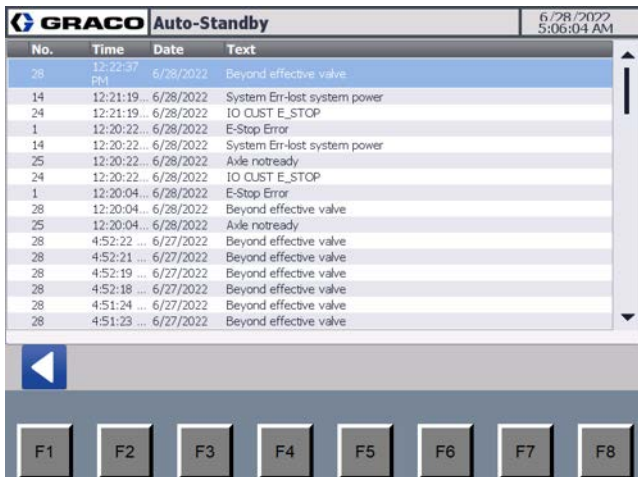 GRACO Auto-Standby 6/28/2022
5:06:04 AM
No. Time Date Text
28 12:22:37 PM 6/28/2022 Beyond effective valve
14 12:21:19... 6/28/2022 System Err-lost system power
24 12:21:19... 6/28/2022 IO CUST E_STOP
1 12:20:22... 6/28/2022 E-Stop Error
14 12:20:22... 6/28/2022 System Err-lost system power
25 12:20:22... 6/28/2022 Axle notready
24 12:20:22... 6/28/2022 IO CUST E_STOP
1 12:20:04... 6/28/2022 E-Stop Error
28 12:20:04... 6/28/2022 Beyond effective valve
25 12:20:04... 6/28/2022 Axle notready
28 4:52:22 ... 6/27/2022 Beyond effective valve
28 4:52:21 ... 6/27/2022 Beyond effective valve
28 4:52:19 ... 6/27/2022 Beyond effective valve
28 4:52:18 ... 6/27/2022 Beyond effective valve
28 4:51:24 ... 6/27/2022 Beyond effective valve
28 4:51:23 ... 6/27/2022 Beyond effective valve
F1 F2 F3 F4 F5 F6 F7 F8